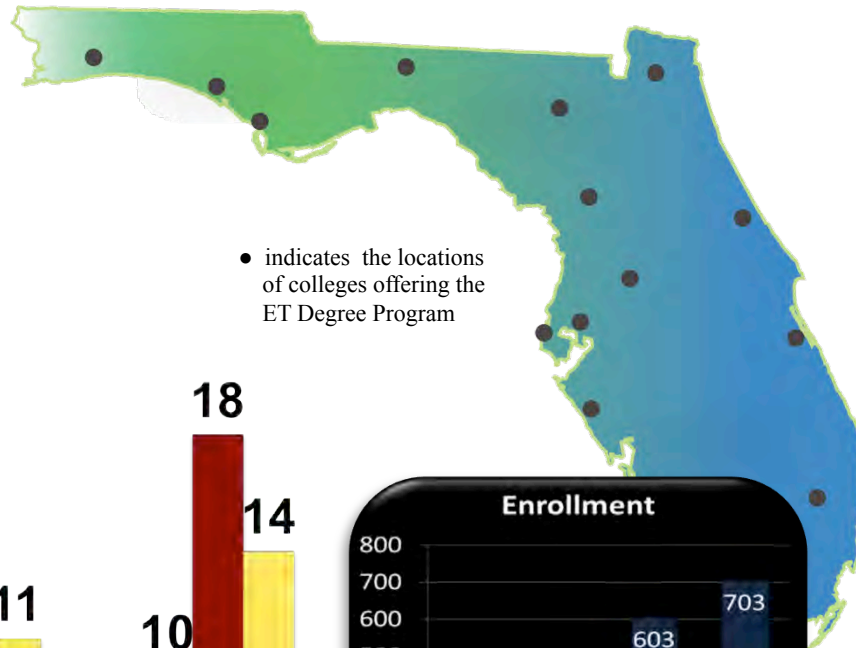 ● indicates the locations
of colleges offering the
ET Degree Program
18
14
11
10
Enrollment
800
700
703
600
603